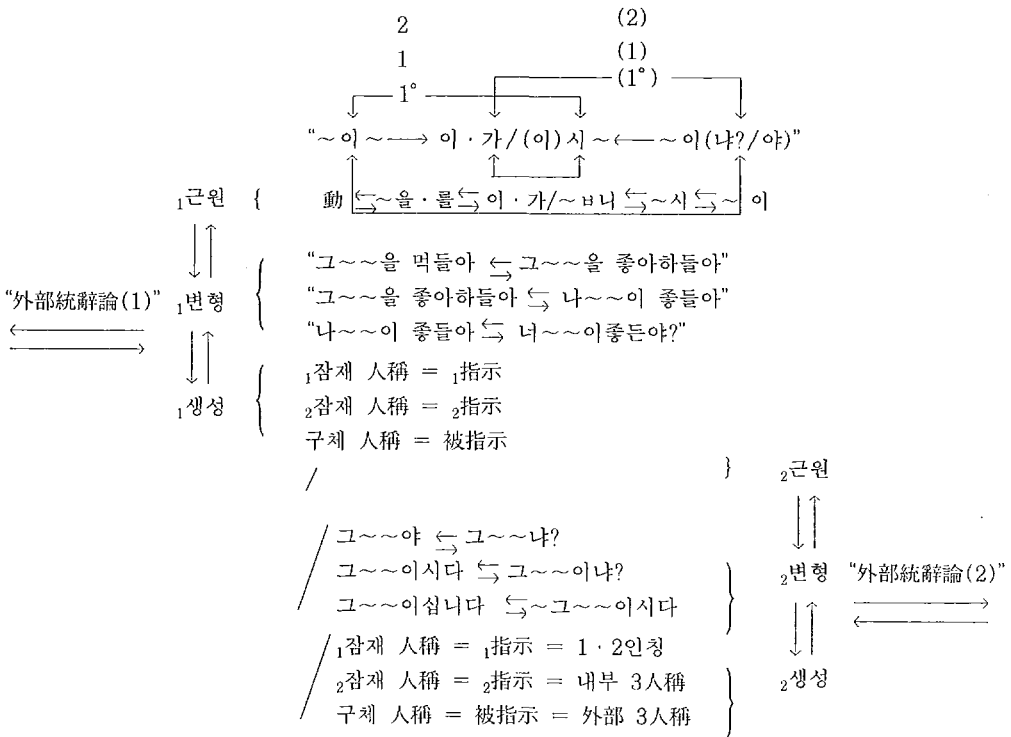 2 (2)
1 (1)
1° (1°)
“~이~⟶ 이·가/(이)시~⟵~이(냐?/야)”
₁근원 { 動 ⇆~을·를⇆이·가/~ㅂ니 ⇆~시⇆~이
“그~~을 먹들아 ⇆ 그~~을 좋아하들아”
“外部統辭論(1)” ₁변형 “그~~을 좋아하들아 ⇆ 나~~이 좋들아”
“나~~이 좋들아⇆ 너~~이좋든야?”
₁잠재 人稱 = ₁指示
₁생성 ₂잠재 人稱 = ₂指示
구체 人稱 = 被指示
/ } ₂근원
그~~야 ⇆ 그~~냐?
그~~이시다 ⇆ 그~~이냐? ₂변형 “外部統辭論(2)”
그~~이십니다 ⇆~그~~이시다
₁잠재 人稱 = ₁指示 = 1·2인칭
₂잠재 人稱 = ₂指示 = 내부 3人稱 ₂생성
구체 人稱 = 被指示 = 外部 3人稱